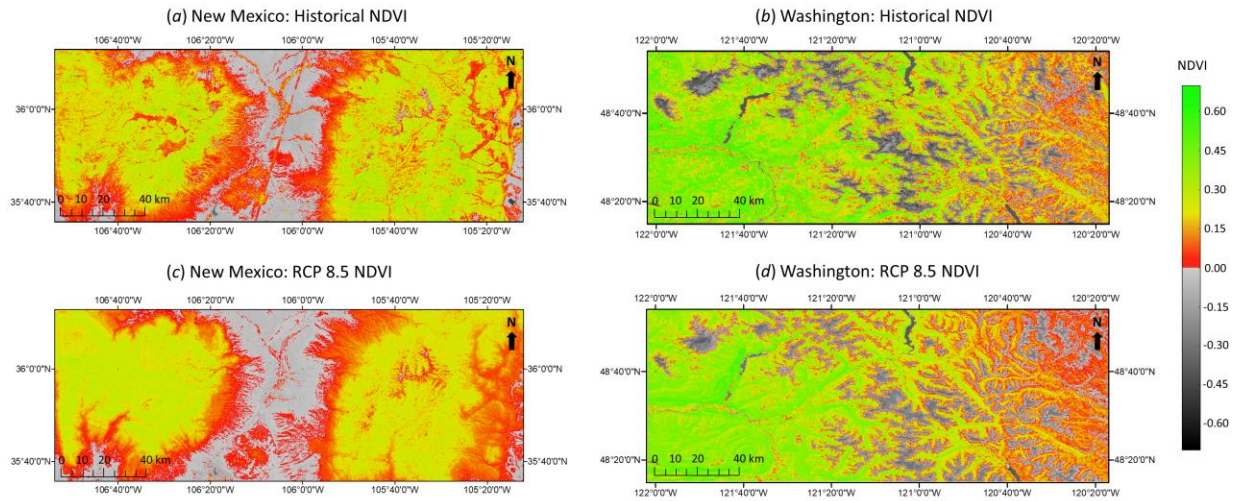 (a) New Mexico: Historical NDVI
106°40'0"W 106°20'0"W 106°0'0"W 105°40'0"W 105°20'0"W
36°0'0"N 36°0'0"N
35°40'0"N 35°40'0"N
N
0 10 20 40 km
106°40'0"W 106°20'0"W 106°0'0"W 105°40'0"W 105°20'0"W
(b) Washington: Historical NDVI
122°0'0"W 121°40'0"W 121°20'0"W 121°0'0"W 120°40'0"W 120°20'0"W
48°40'0"N 48°40'0"N
48°20'0"N 48°20'0"N
N
0 10 20 40 km
122°0'0"W 121°40'0"W 121°20'0"W 121°0'0"W 120°40'0"W 120°20'0"W
(c) New Mexico: RCP 8.5 NDVI
106°40'0"W 106°20'0"W 106°0'0"W 105°40'0"W 105°20'0"W
36°0'0"N 36°0'0"N
35°40'0"N 35°40'0"N
N
0 10 20 40 km
106°40'0"W 106°20'0"W 106°0'0"W 105°40'0"W 105°20'0"W
(d) Washington: RCP 8.5 NDVI
122°0'0"W 121°40'0"W 121°20'0"W 121°0'0"W 120°40'0"W 120°20'0"W
48°40'0"N 48°40'0"N
48°20'0"N 48°20'0"N
N
0 10 20 40 km
122°0'0"W 121°40'0"W 121°20'0"W 121°0'0"W 120°40'0"W 120°20'0"W
NDVI
0.60
0.45
0.30
0.15
0.00
-0.15
-0.30
-0.45
-0.60